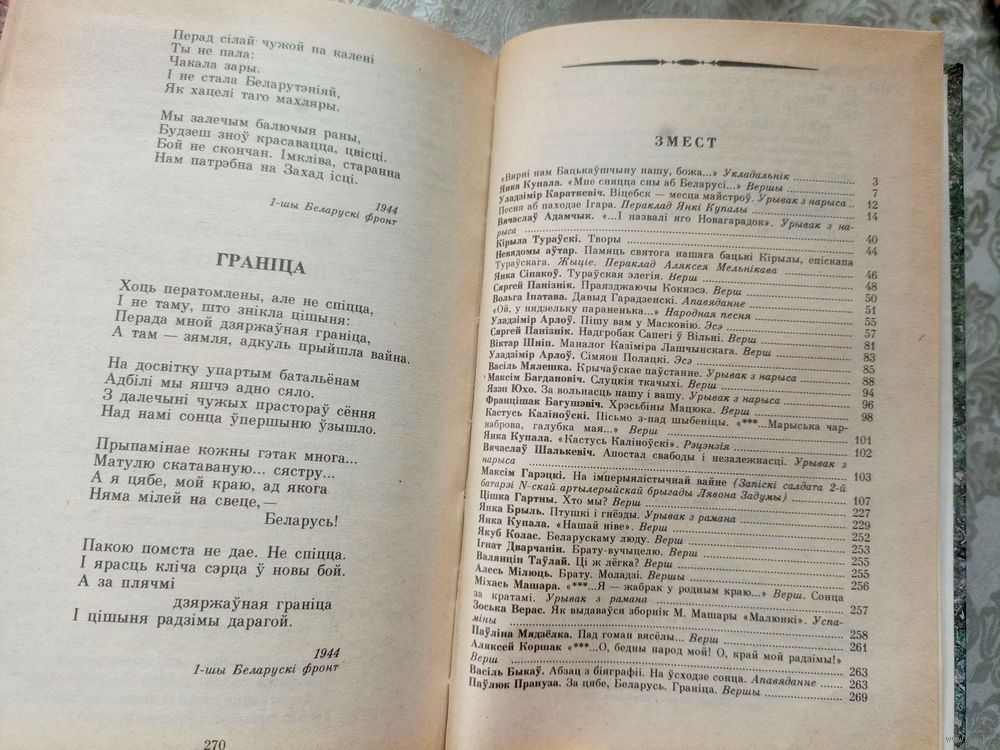 Перад сілай чужой на калені
Ты не пала:
Чакала зары.
І не стала Беларутэніяй,
Як хацелі таго махляры.
Мы залечым балючыя раны,
Будзеш зноў красавацца, цвісці.
Бой не скончан. Імкліва, старанна
Нам патрэбна на Захад ісці.
1944
1-шы Беларускі фронт
ГРАНІЦА
Хоць ператомлены, але не спіцца,
І не таму, што знікла цішыня:
Перада мной дзяржаўная граніца,
А там — зямля, адкуль прыйшла вайна.
На досвітку упартым батальёнам
Адбілі мы яшчэ адно сяло.
З далечыні чужых прастораў сёння
Над намі сонца ўпершыню ўзышло.
Прыпамінае кожны гэтак многа...
Матулю скатаваную... сястру...
А я цябе, мой краю, ад якога
Няма мілей на свеце,—
Беларусь!
Пакою помста не дае. Не спіцца.
І ярасць кліча сэрца ў новы бой.
А за плячмі
дзяржаўная граніца
І цішыня радзімы дарагой.
1944
1-шы Беларускі фронт
270
ЗМЕСТ
«Вярні нам Бацькаўшчыну нашу, божа...» Укладальнік ... 3
Янка Купала. «Мне сняцца сны аб Беларусі...» Вершы ... 7
Уладзімір Караткевіч. Віцебск — месца майстроў. Урывак з нарыса .. 12
Песня аб паходзе Ігара. Пераклад Янкі Купалы ... 14
Вячаслаў Адамчык. «...І назвалі яго Новагарадок». Урывак з на-
рыса ... 40
Кірыла Тураўскі. Творы ... 44
Невядомы аўтар. Памяць святога нашага бацькі Кірылы, епіскапа
Тураўскага. Жыціе. Пераклад Аляксея Мельнікава ... 46
Янка Сіпакоў. Тураўская элегія. Верш ... 48
Сяргей Панізнік. Праязджаючы Кокнэсэ. Верш ... 50
Вольга Іпатава. Давыд Гарадзенскі. Апавяданне ... 51
«Ой, у нядзельку параненька...» Народная песня ... 55
Уладзімір Арлоў. Пішу вам у Масковію. Эсэ ... 57
Сяргей Панізнік. Надгробак Сапегі ў Вільні. Верш ... 81
Віктар Шніп. Маналог Казіміра Лашчынскага. Верш ... 83
Уладзімір Арлоў. Сімяон Полацкі. Эсэ ... 85
Васіль Мялешка. Крычаўскае паўстанне. Урывак з нарыса ... 88
Максім Багдановіч. Слуцкія ткачыхі. Верш ... 94
Язэп Юхо. За вольнасць нашу і вашу. Урывак з нарыса ... 96
Францішак Багушэвіч. Хрэсьбіны Мацюка. Верш ... 98
Кастусь Каліноўскі. Пісьмо з-пад шыбеніцы. «***...Марыська чар-
наброва, галубка мая...» Верш ... 101
Янка Купала. «Кастусь Каліноўскі». Рэцэнзія ... 102
Вячаслаў Шалькевіч. Апостал свабоды і незалежнасці. Урывак з
нарыса ... 103
Максім Гарэцкі. На імперыялістычнай вайне (Запіскі салдата 2-й
батарэі N-скай артылерыйскай брыгады Лявона Задумы) ... 107
Цішка Гартны. Хто мы? Верш ... 227
Янка Брыль. Птушкі і гнёзды. Урывак з рамана ... 229
Янка Купала. «Нашай ніве». Верш ... 252
Якуб Колас. Беларускаму люду. Верш ... 253
Ігнат Дварчанін. Брату-вучыцелю. Верш ... 255
Валянцін Таўлай. Ці ж лёгка? Верш ... 255
Алесь Мілюць. Брату. Моладзі. Вершы ... 256
Міхась Машара. «***...Я — жабрак у родным краю...» Верш. Сонца
за кратамі. Урывак з рамана ... 257
Зоська Верас. Як выдаваўся зборнік М. Машары «Малюнкі». Успа-
міны ... 258
Паўліна Мядзёлка. Пад гоман вясёлы... Верш ... 261
Аляксей Коршак «***...О, бедны народ мой! О, край мой радзімы!»
Верш ... 263
Васіль Быкаў. Абзац з біяграфіі. На ўсходзе сонца. Апавяданне ... 263
Паўлюк Прануза. За цябе, Беларусь. Граніца. Вершы ... 269